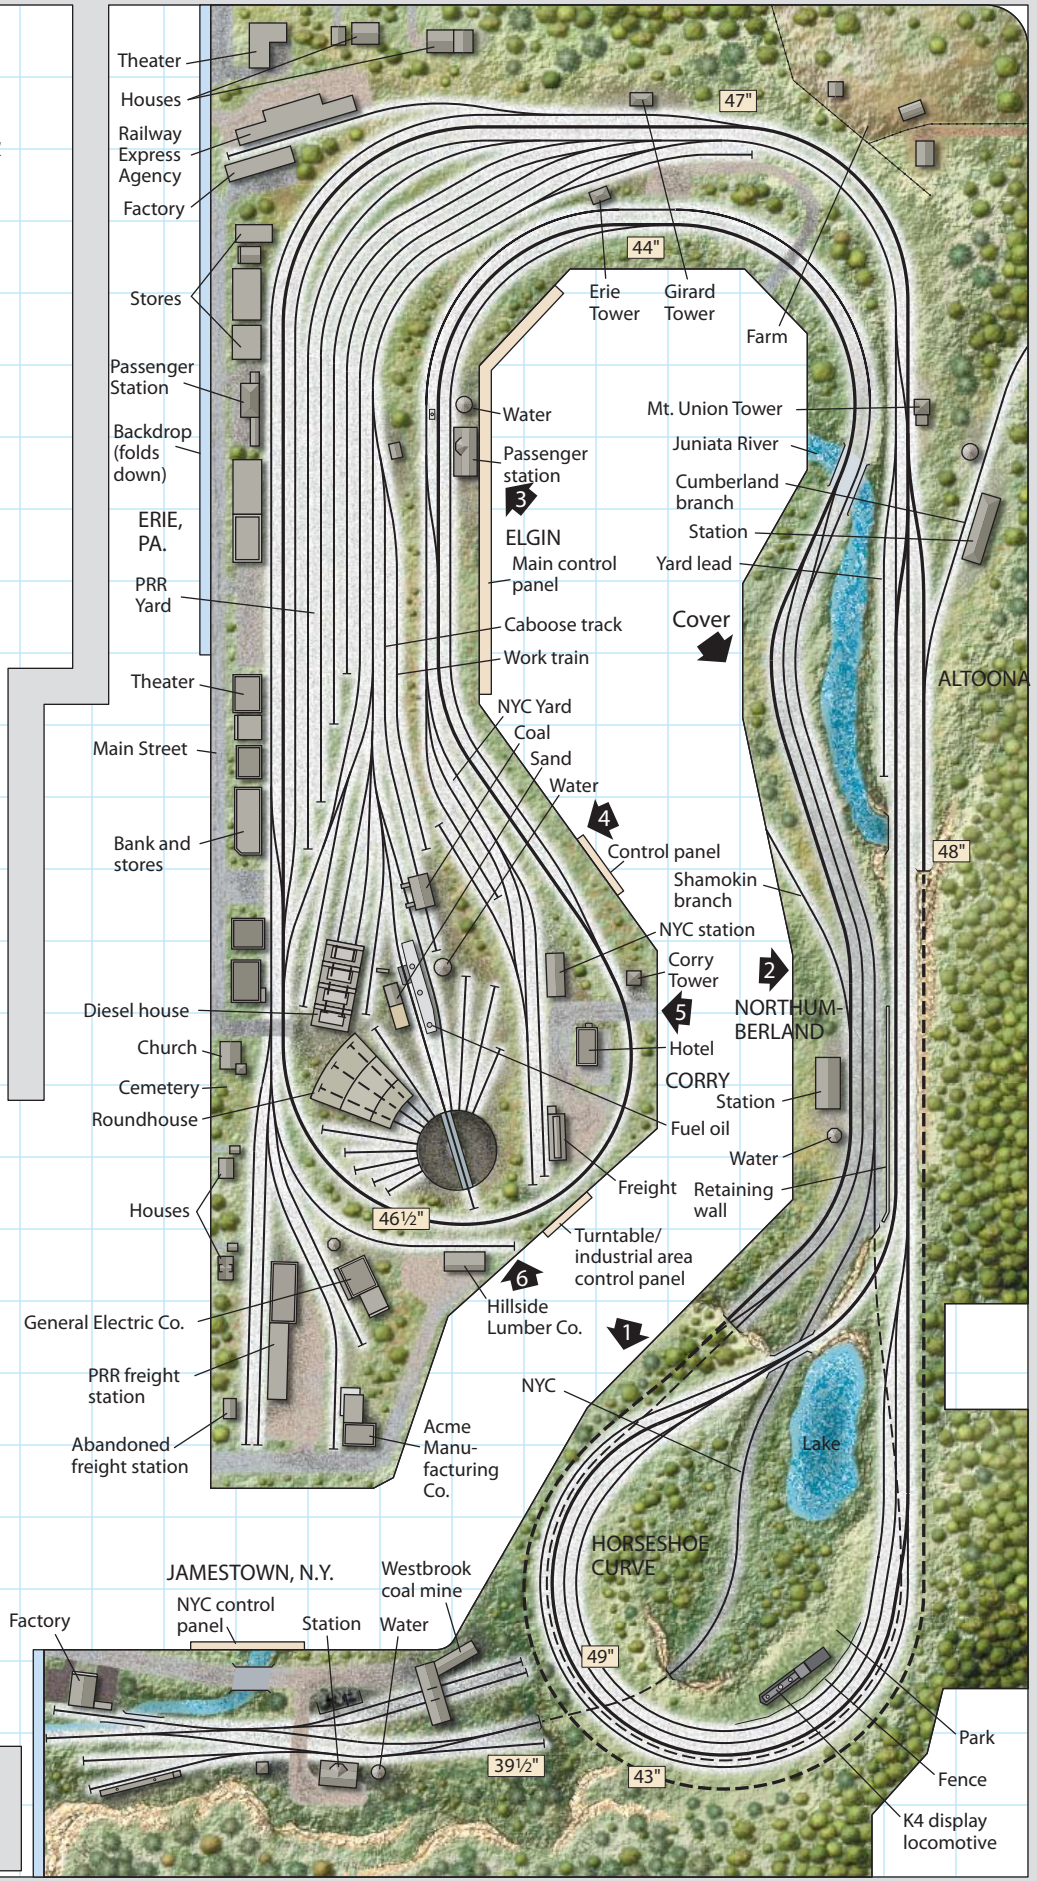 Theater
Houses
Railway
Express
Agency
Factory
Stores
Passenger
Station
Backdrop
(folds
down)
ERIE,
PA.
PRR
Yard
Theater
Main Street
Bank and
stores
Diesel house
Church
Cemetery
Roundhouse
Houses
General Electric Co.
PRR freight
station
Abandoned
freight station
47"
44"
Erie
Tower
Girard
Tower
Farm
Water
Passenger
station
3
ELGIN
Main control
panel
Caboose track
Work train
NYC Yard
Coal
Sand
Water
4
Control panel
Mt. Union Tower
Juniata River
Cumberland
branch
Station
Yard lead
Cover
ALTOONA
48"
Shamokin
branch
NYC station
Corry
Tower
2
NORTHUM-
BERLAND
5
Hotel
CORRY
Station
Fuel oil
Water
Freight
Retaining
wall
46½"
Turntable/
industrial area
control panel
6
Hillside
Lumber Co.
1
NYC
Lake
Acme
Manu-
facturing
Co.
HORSESHOE
CURVE
JAMESTOWN, N.Y.
Westbrook
coal mine
NYC control
panel
Factory
Station
Water
49"
39½"
43"
Park
Fence
K4 display
locomotive